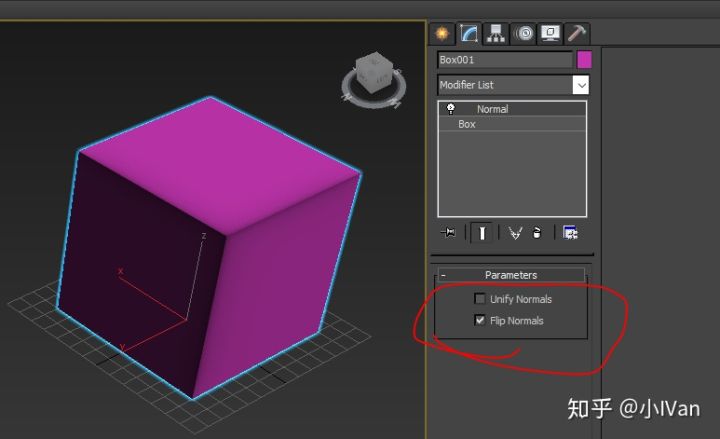 Box001
Modifier List
Normal
Box
z
x
y
- Parameters
Unify Normals
Flip Normals
知乎 @小IVan